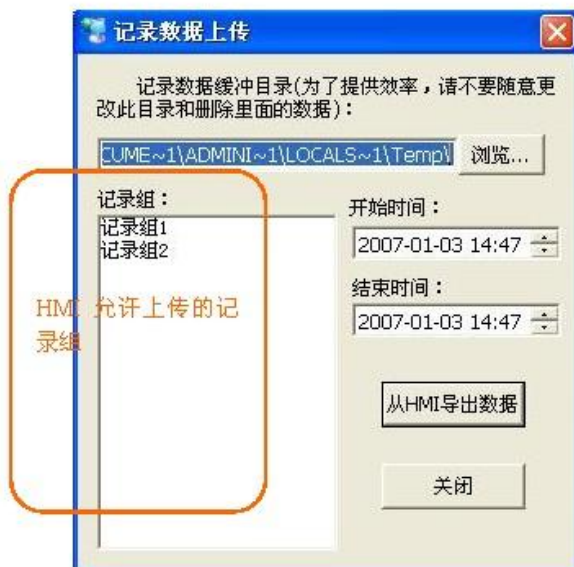 记录数据上传
记录数据缓冲目录(为了提供效率，请不要随意更
改此目录和删除里面的数据)：
CUME~1\ADMINI~1\LOCALS~1\Temp\
浏览...
记录组：
记录组1
记录组2
HMI 允许上传的记
录组
开始时间：
2007-01-03 14:47
结束时间：
2007-01-03 14:47
从HMI导出数据
关闭